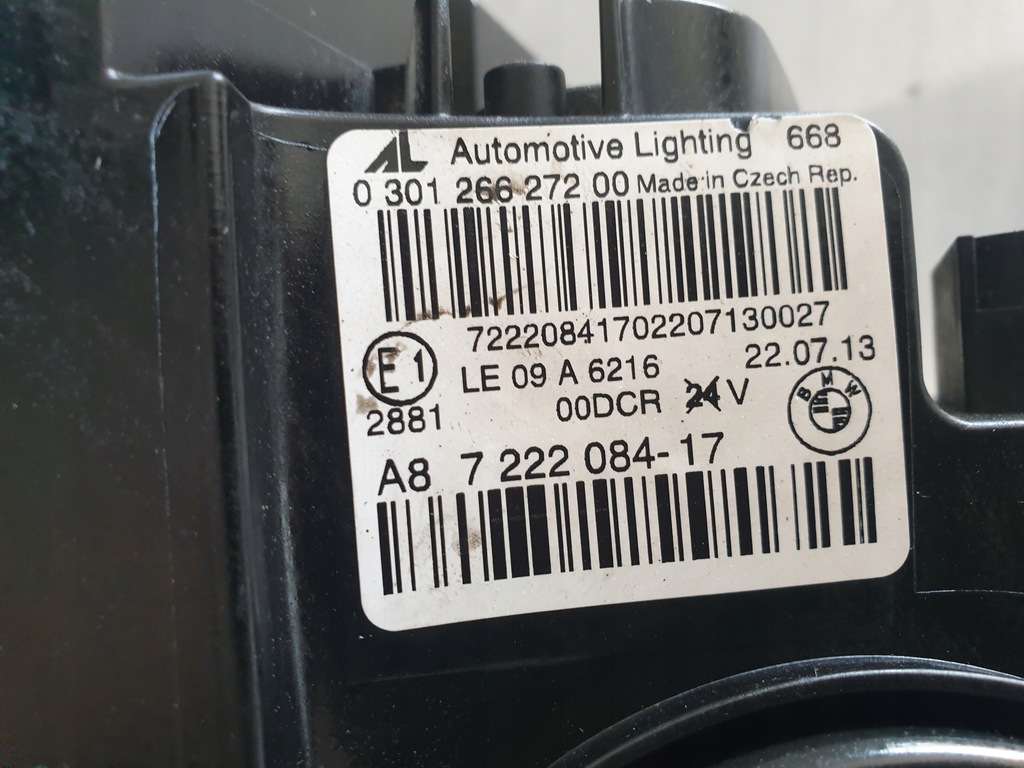 AL Automotive Lighting 668
0 301 266 272 00 Made in Czech Rep.
72220841702207130027
E1 LE 09 A 6216 22.07.13
2881 00DCR 24 V BMW
A8 7 222 084-17